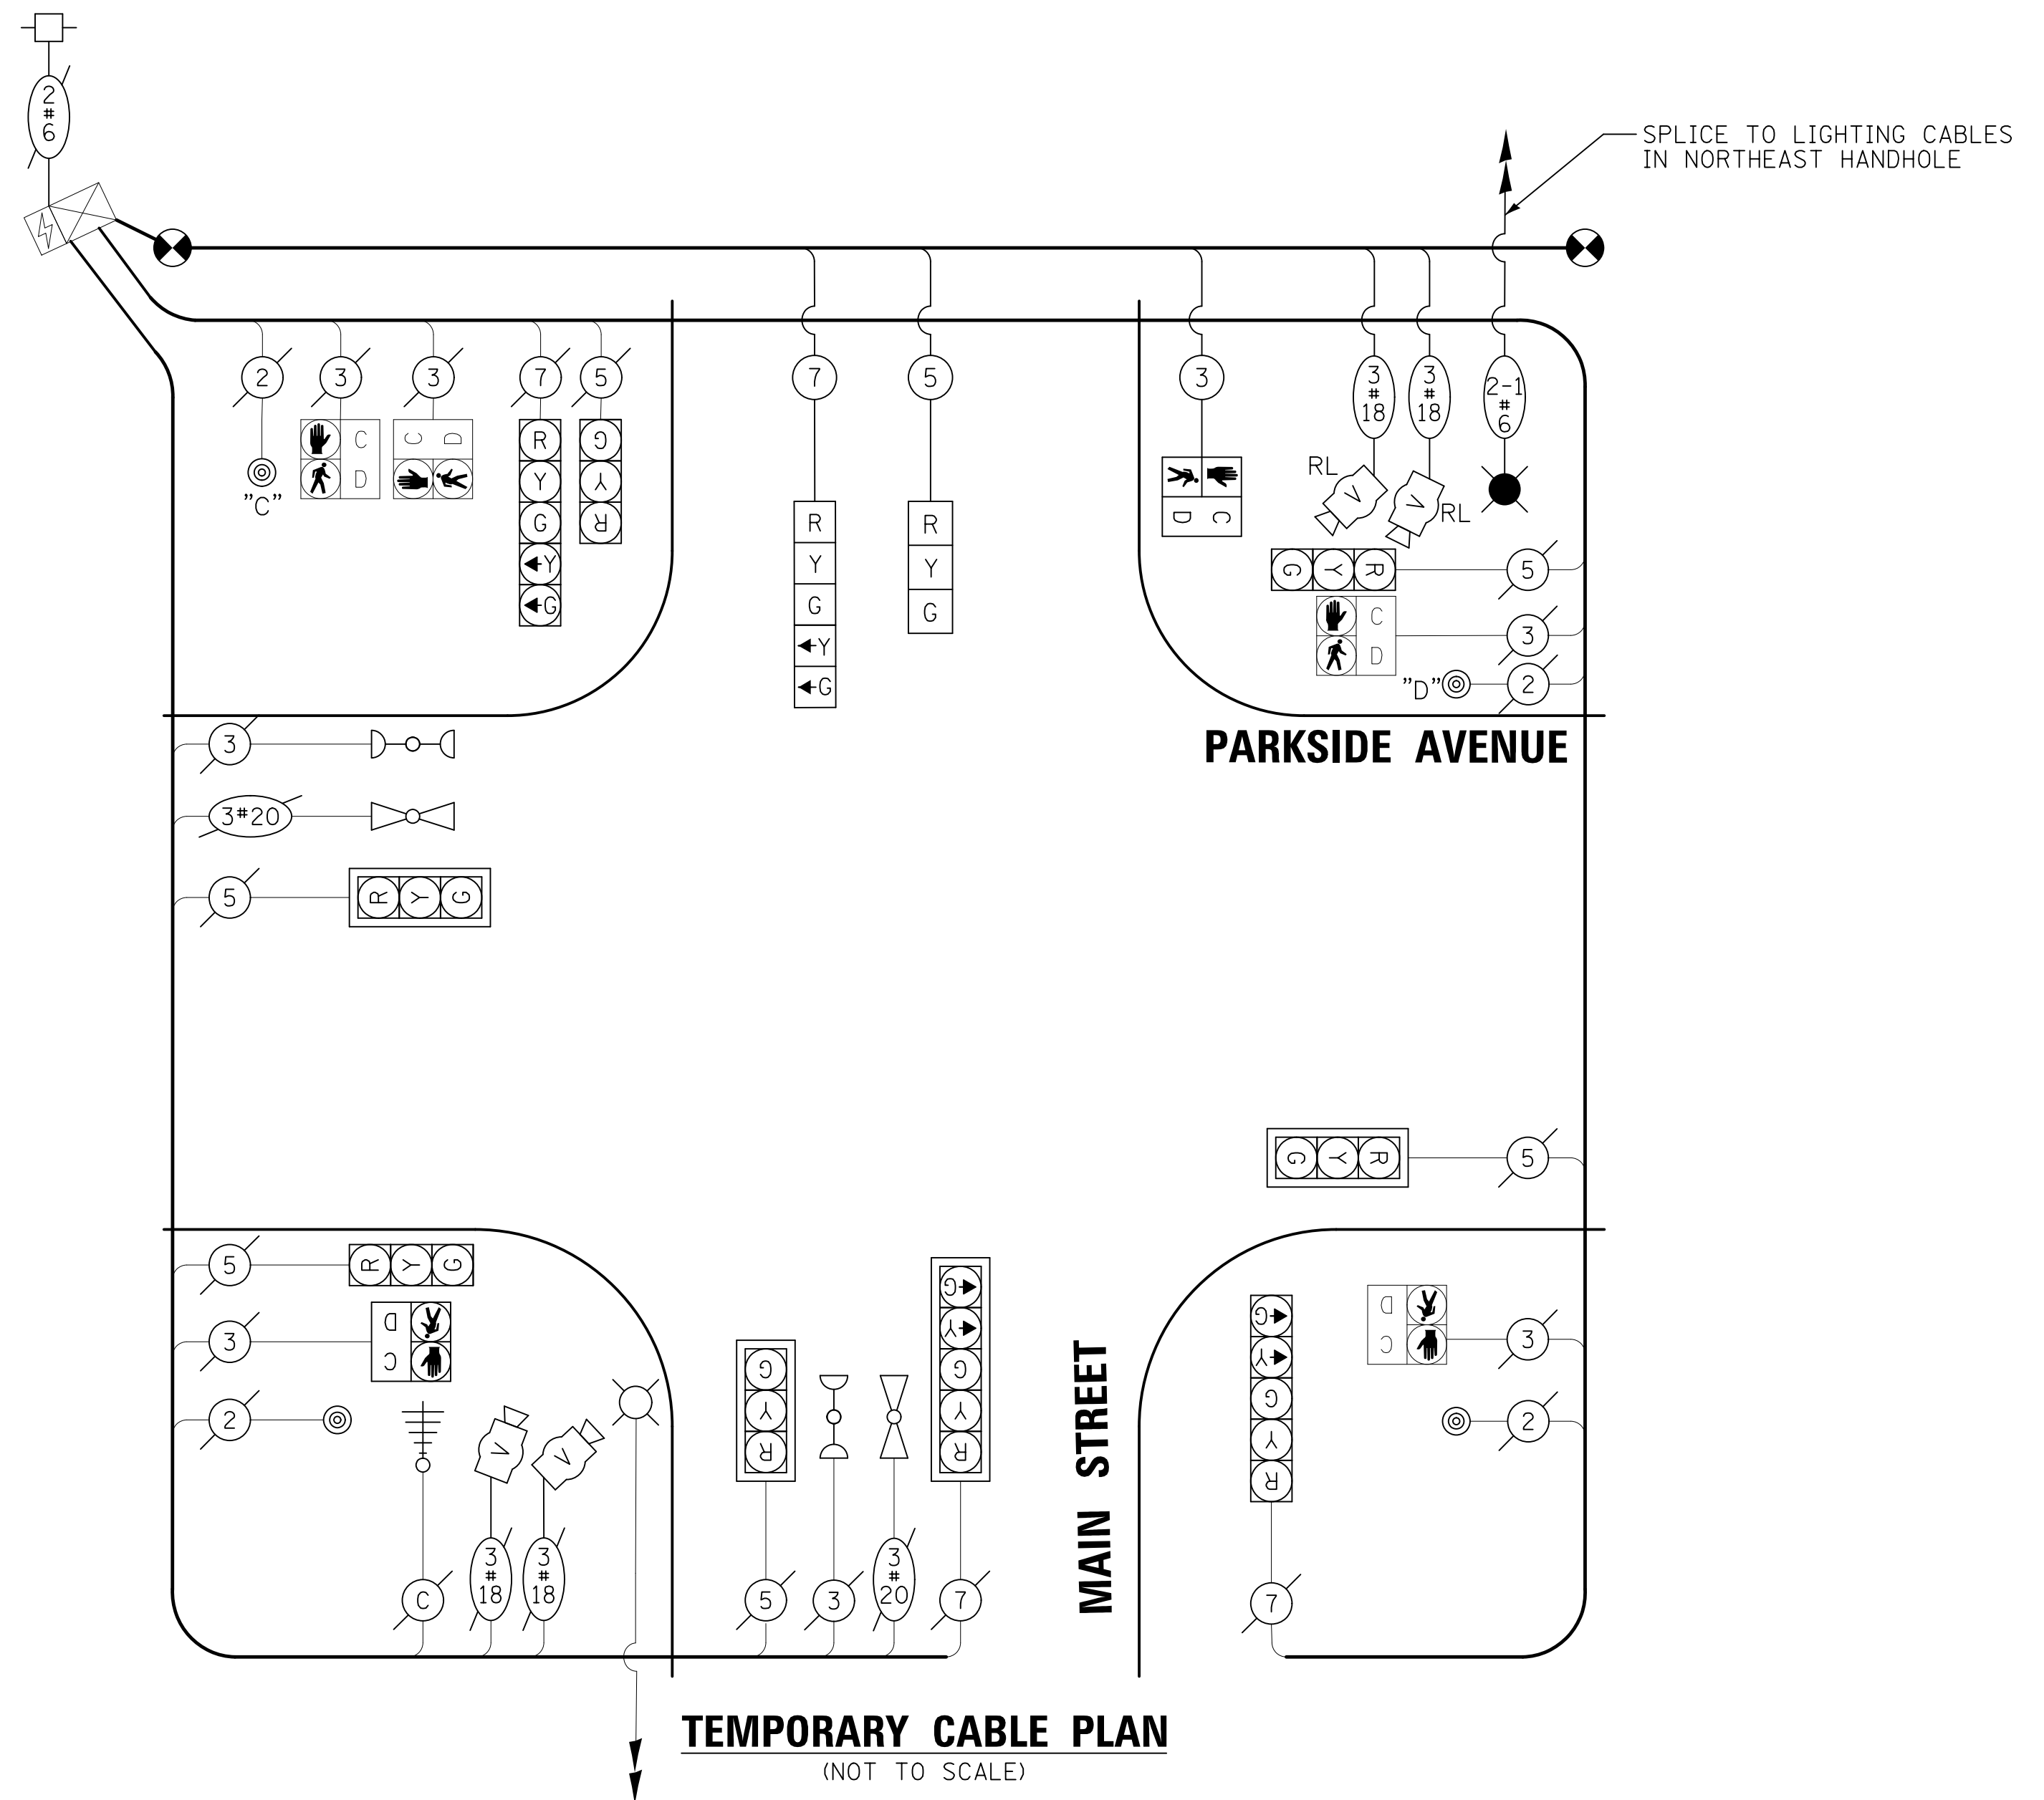 2
#
6
SPLICE TO LIGHTING CABLES
IN NORTHEAST HANDHOLE
2
3
3
7
5
7
5
3
3
#
18
3
#
18
2-1
#
6
"C"
C
D
C
D
R
Y
G
Y
G
G
Y
R
R
Y
G
Y
G
R
Y
G
D
C
RL
V
V
RL
G
Y
R
5
C
D
3
"D"
2
PARKSIDE AVENUE
3
3#20
5
R
Y
G
G
Y
R
5
5
R
Y
G
3
D
C
2
V
V
C
3
#
18
3
#
18
G
Y
R
G
Y
G
Y
R
5
3
3
#
20
7
MAIN STREET
G
Y
G
Y
R
7
D
C
3
2
TEMPORARY CABLE PLAN
(NOT TO SCALE)